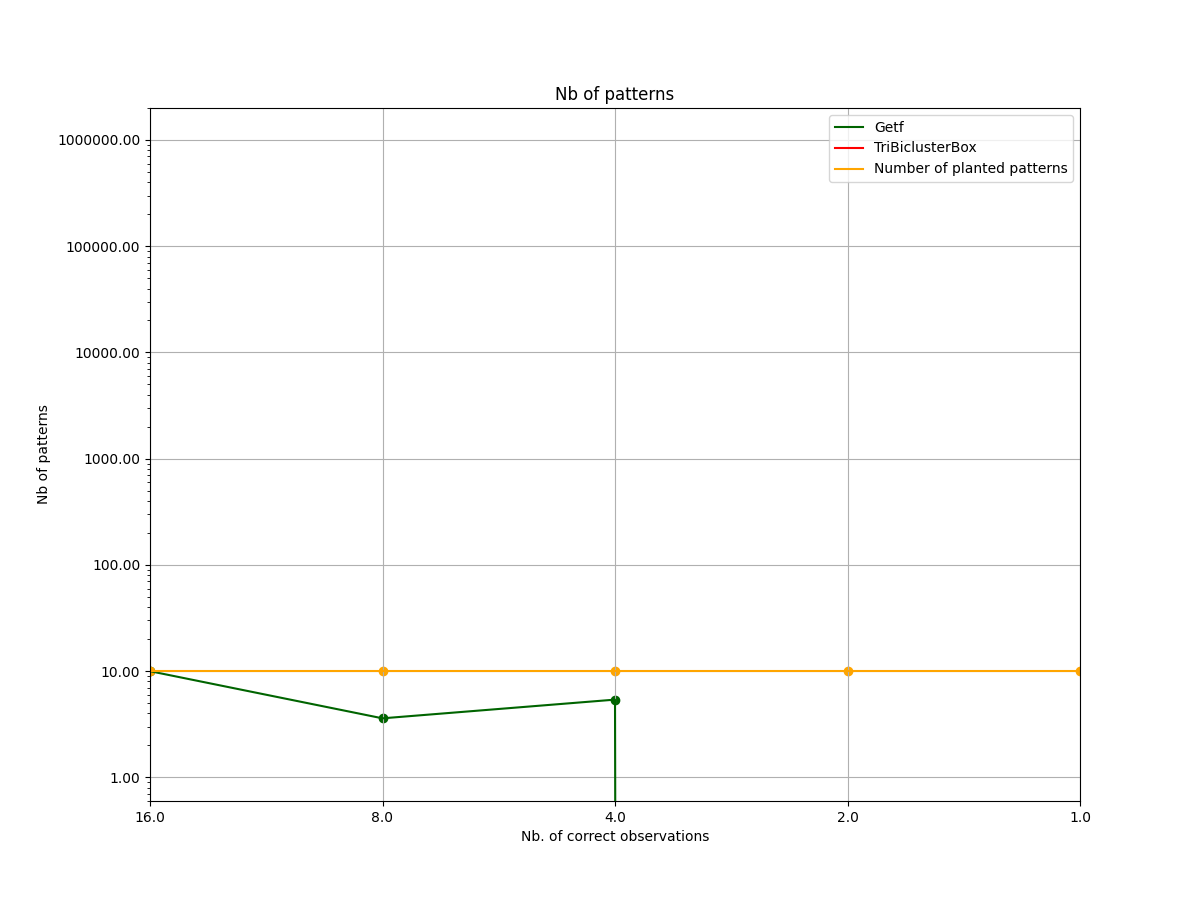 Nb of patterns
Getf
TriBiclusterBox
Number of planted patterns
1000000.00
100000.00
10000.00
1000.00
100.00
10.00
1.00
Nb of patterns
16.0 8.0 4.0 2.0 1.0
Nb. of correct observations